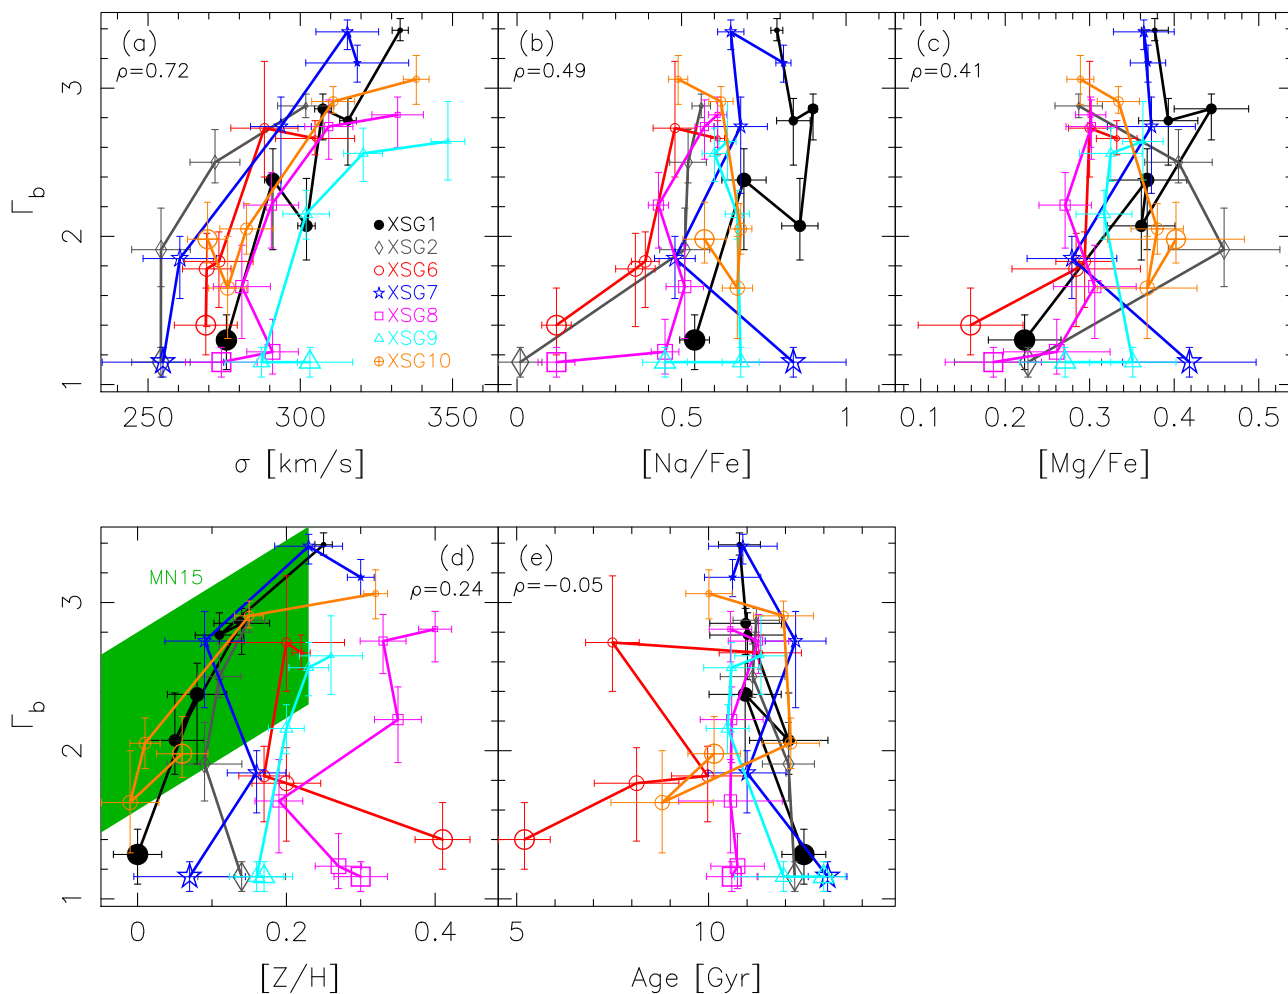 (a)
ρ=0.72
(b)
ρ=0.49
(c)
ρ=0.41
Γb
3
2
1
XSG1
XSG2
XSG6
XSG7
XSG8
XSG9
XSG10
250 300 350
0 0.5 1
0.1 0.2 0.3 0.4 0.5
σ [km/s]
[Na/Fe]
[Mg/Fe]
MN15
(d)
ρ=0.24
(e)
ρ=−0.05
Γb
3
2
1
0 0.2 0.4
5 10
[Z/H]
Age [Gyr]